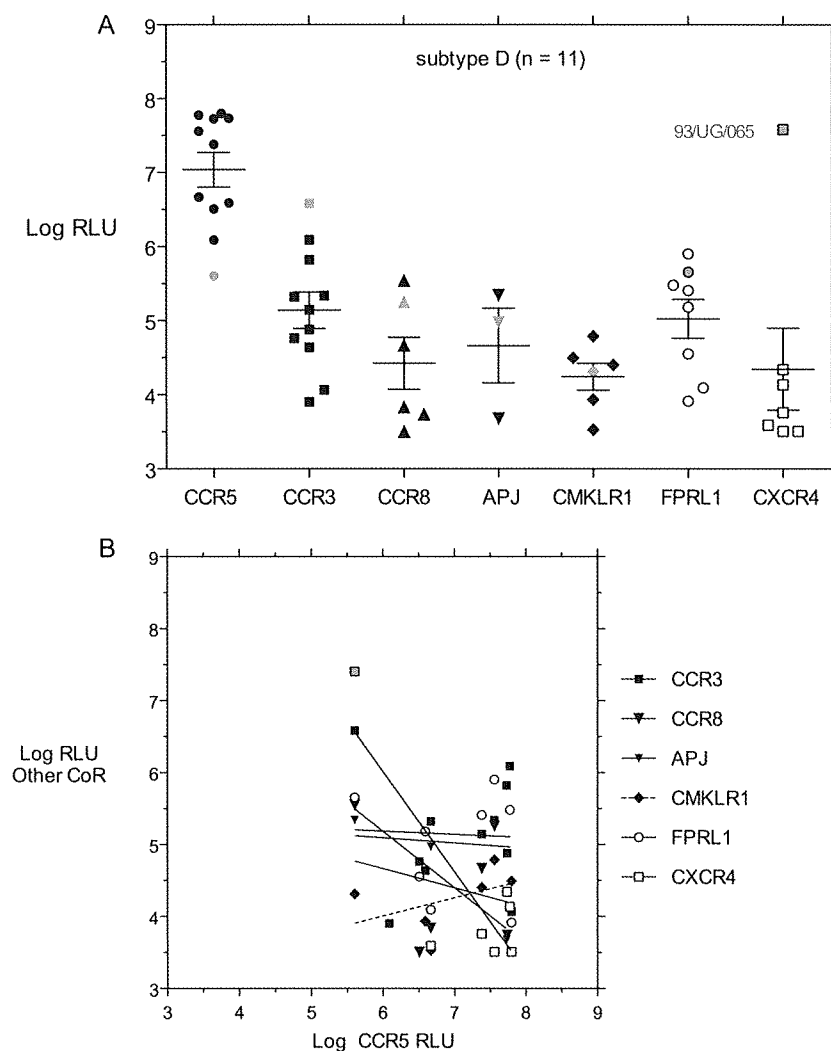 A
subtype D (n = 11)
93/UG/065
Log RLU
9
8
7
6
5
4
3
CCR5 CCR3 CCR8 APJ CMKLR1 FPRL1 CXCR4
B
Log RLU
Other CoR
9
8
7
6
5
4
3
3 4 5 6 7 8 9
Log CCR5 RLU
CCR3
CCR8
APJ
CMKLR1
FPRL1
CXCR4